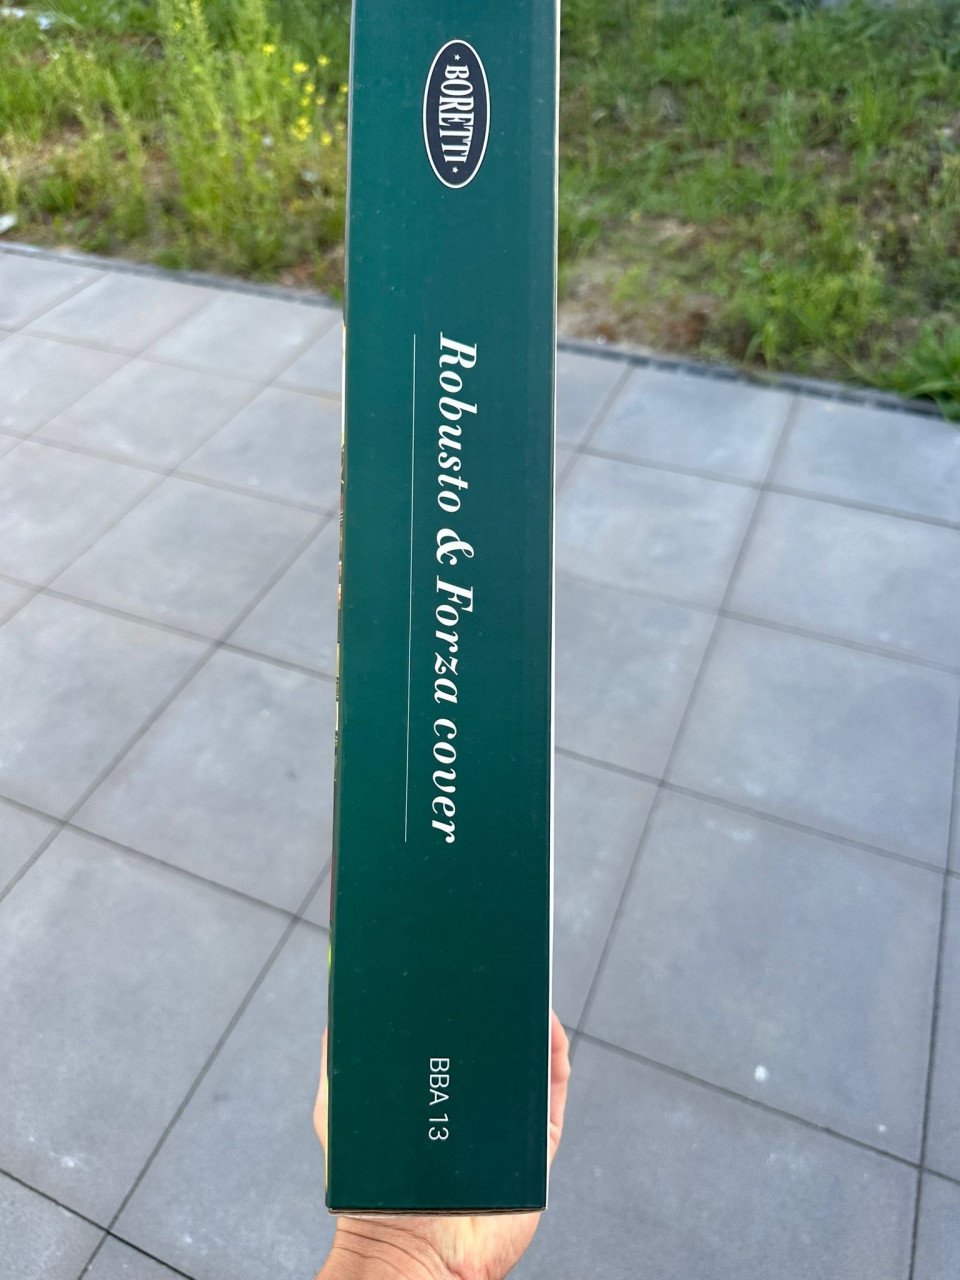 BORETTI
Robusto & Forza cover
BBA 13